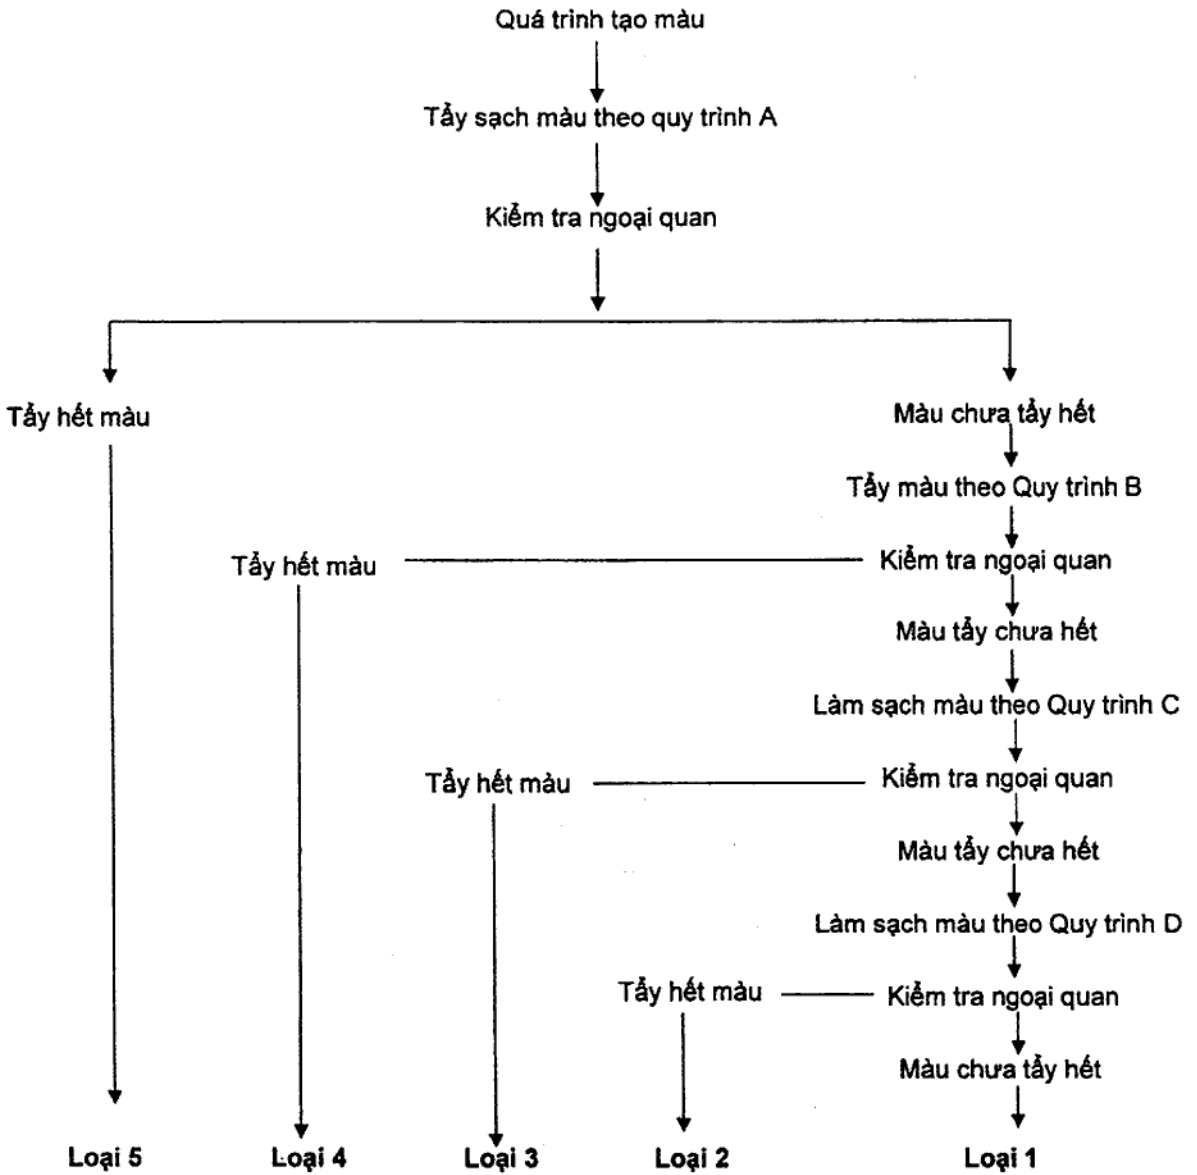 Quá trình tạo màu
Tẩy sạch màu theo quy trình A
Kiểm tra ngoại quan
Tẩy hết màu
Màu chưa tẩy hết
Tẩy màu theo Quy trình B
Tẩy hết màu
Kiểm tra ngoại quan
Màu tẩy chưa hết
Làm sạch màu theo Quy trình C
Tẩy hết màu
Kiểm tra ngoại quan
Màu tẩy chưa hết
Làm sạch màu theo Quy trình D
Tẩy hết màu
Kiểm tra ngoại quan
Màu chưa tẩy hết
Loại 5
Loại 4
Loại 3
Loại 2
Loại 1